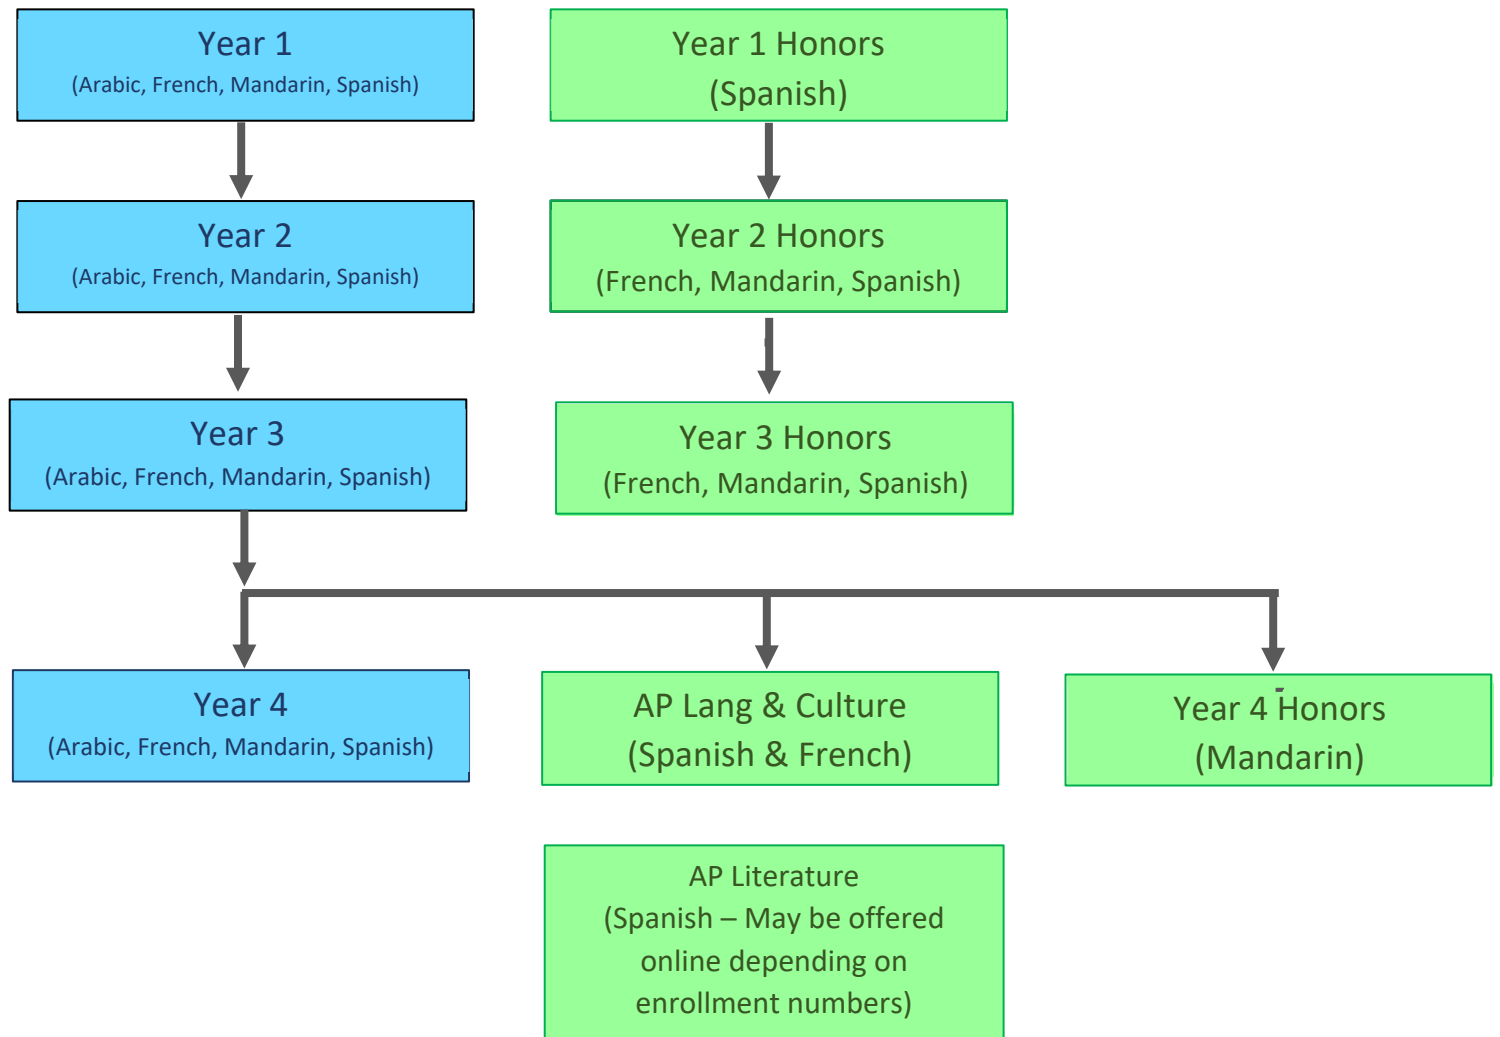 Year 1
(Arabic, French, Mandarin, Spanish)
Year 1 Honors
(Spanish)
Year 2
(Arabic, French, Mandarin, Spanish)
Year 2 Honors
(French, Mandarin, Spanish)
Year 3
(Arabic, French, Mandarin, Spanish)
Year 3 Honors
(French, Mandarin, Spanish)
Year 4
(Arabic, French, Mandarin, Spanish)
AP Lang & Culture
(Spanish & French)
Year 4 Honors
(Mandarin)
AP Literature
(Spanish – May be offered
online depending on
enrollment numbers)